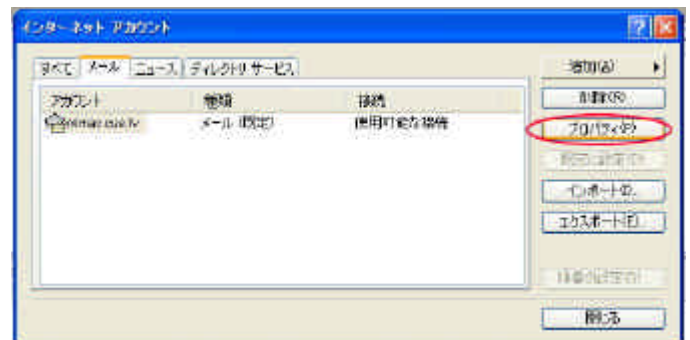 インターネット アカウント
すべて メール ニュース ディレクトリ サービス
追加(A)
アカウント 種類 接続
削除(R)
メール (既定) 使用可能な接続
プロパティ(P)
インポート(I)...
エクスポート(E)...
閉じる